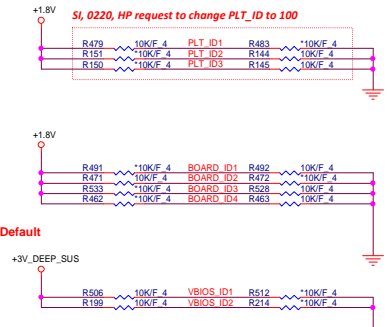 +1.8V
SI, 0220, HP request to change PLT_ID to 100
R479 10K/F_4 PLT_ID1 R483 *10K/F_4
R151 *10K/F_4 PLT_ID2 R144 10K/F_4
R150 *10K/F_4 PLT_ID3 R145 10K/F_4
+1.8V
R491 *10K/F_4 BOARD_ID1 R492 10K/F_4
R471 *10K/F_4 BOARD_ID2 R472 10K/F_4
R533 *10K/F_4 BOARD_ID3 R528 10K/F_4
R462 *10K/F_4 BOARD_ID4 R463 10K/F_4
Default
+3V_DEEP_SUS
R506 10K/F_4 VBIOS_ID1 R512 *10K/F_4
R199 10K/F_4 VBIOS_ID2 R214 *10K/F_4